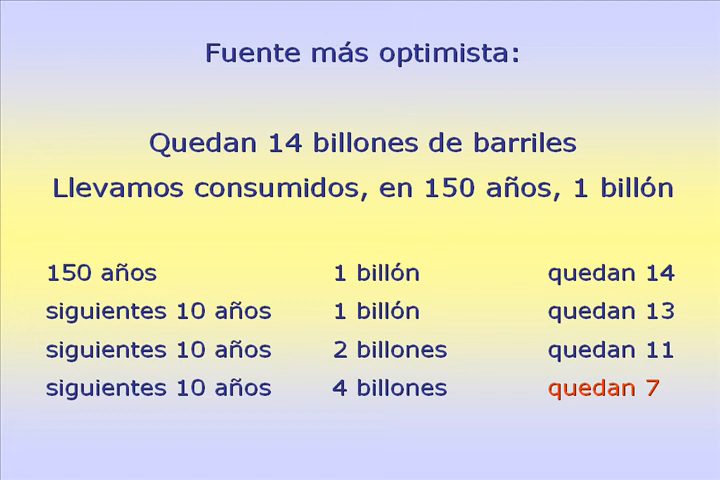 Fuente más optimista:
Quedan 14 billones de barriles
Llevamos consumidos, en 150 años, 1 billón
150 años 1 billón quedan 14
siguientes 10 años 1 billón quedan 13
siguientes 10 años 2 billones quedan 11
siguientes 10 años 4 billones quedan 7